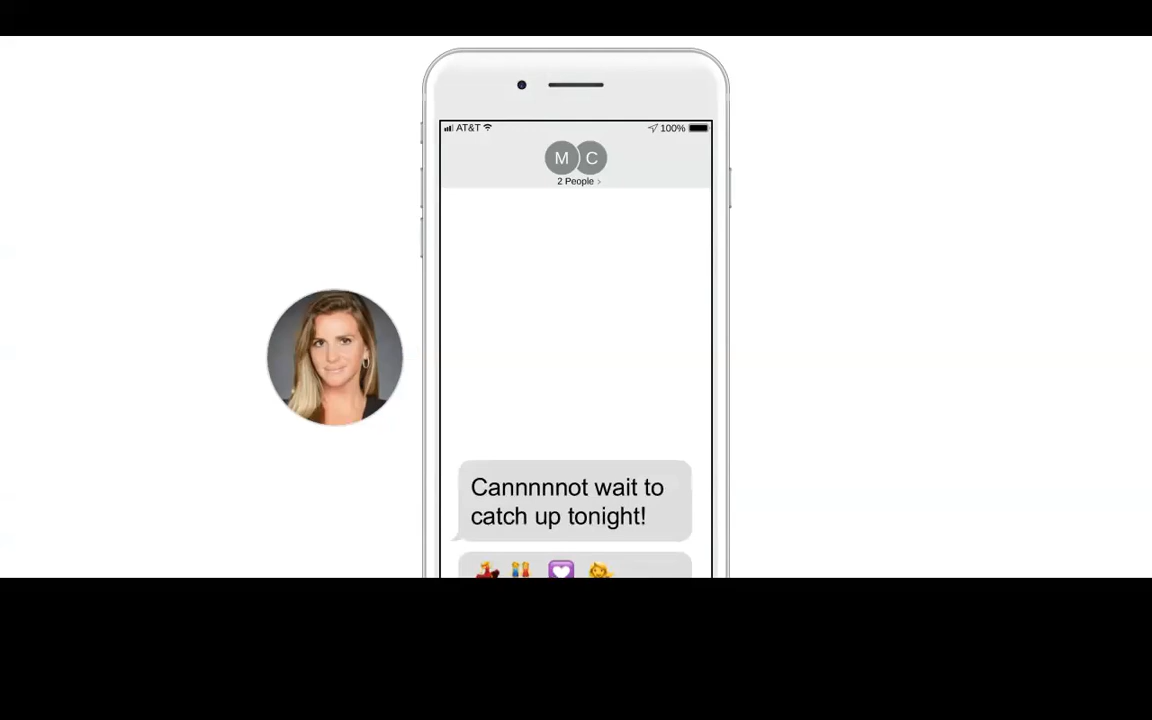 AT&T
100%
M C
2 People >
Cannnnnot wait to
catch up tonight!